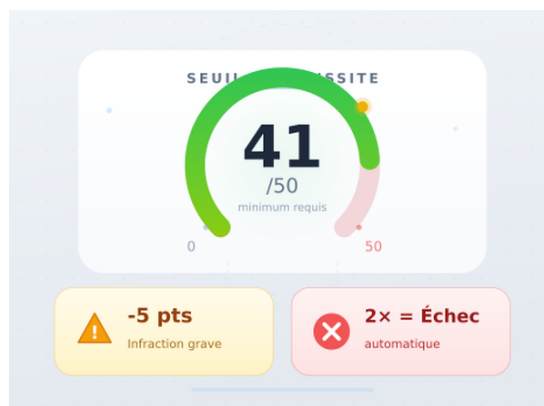 41
/50
minimum requis
0
50
-5 pts
Infraction grave
2× = Échec
automatique